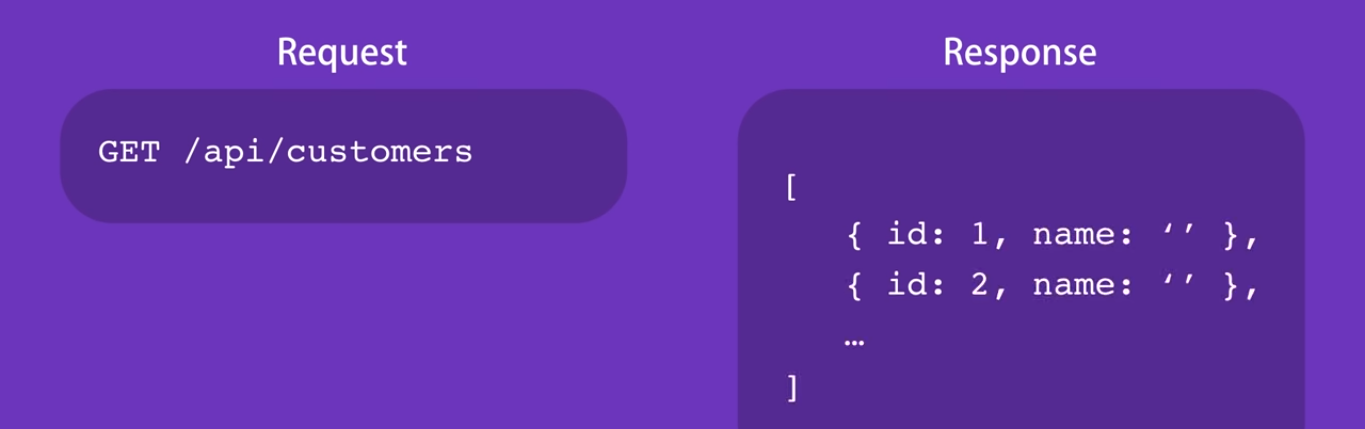 Request
GET /api/customers
Response
[
{ id: 1, name: ‘’ },
{ id: 2, name: ‘’ },
…
]